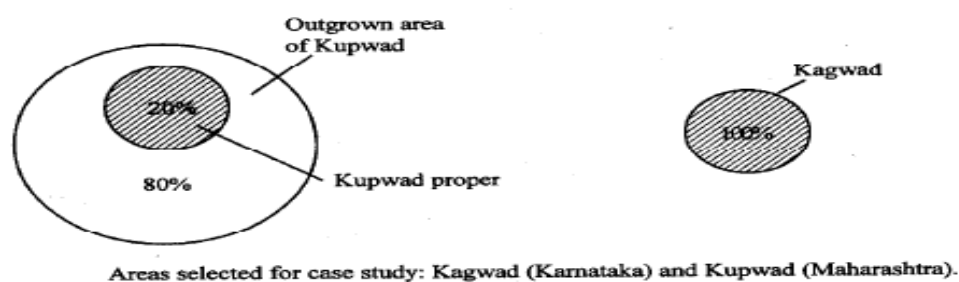 Outgrown area
of Kupwad
Kagwad
20%
100%
Kupwad proper
80%
Areas selected for case study: Kagwad (Karnataka) and Kupwad (Maharashtra).